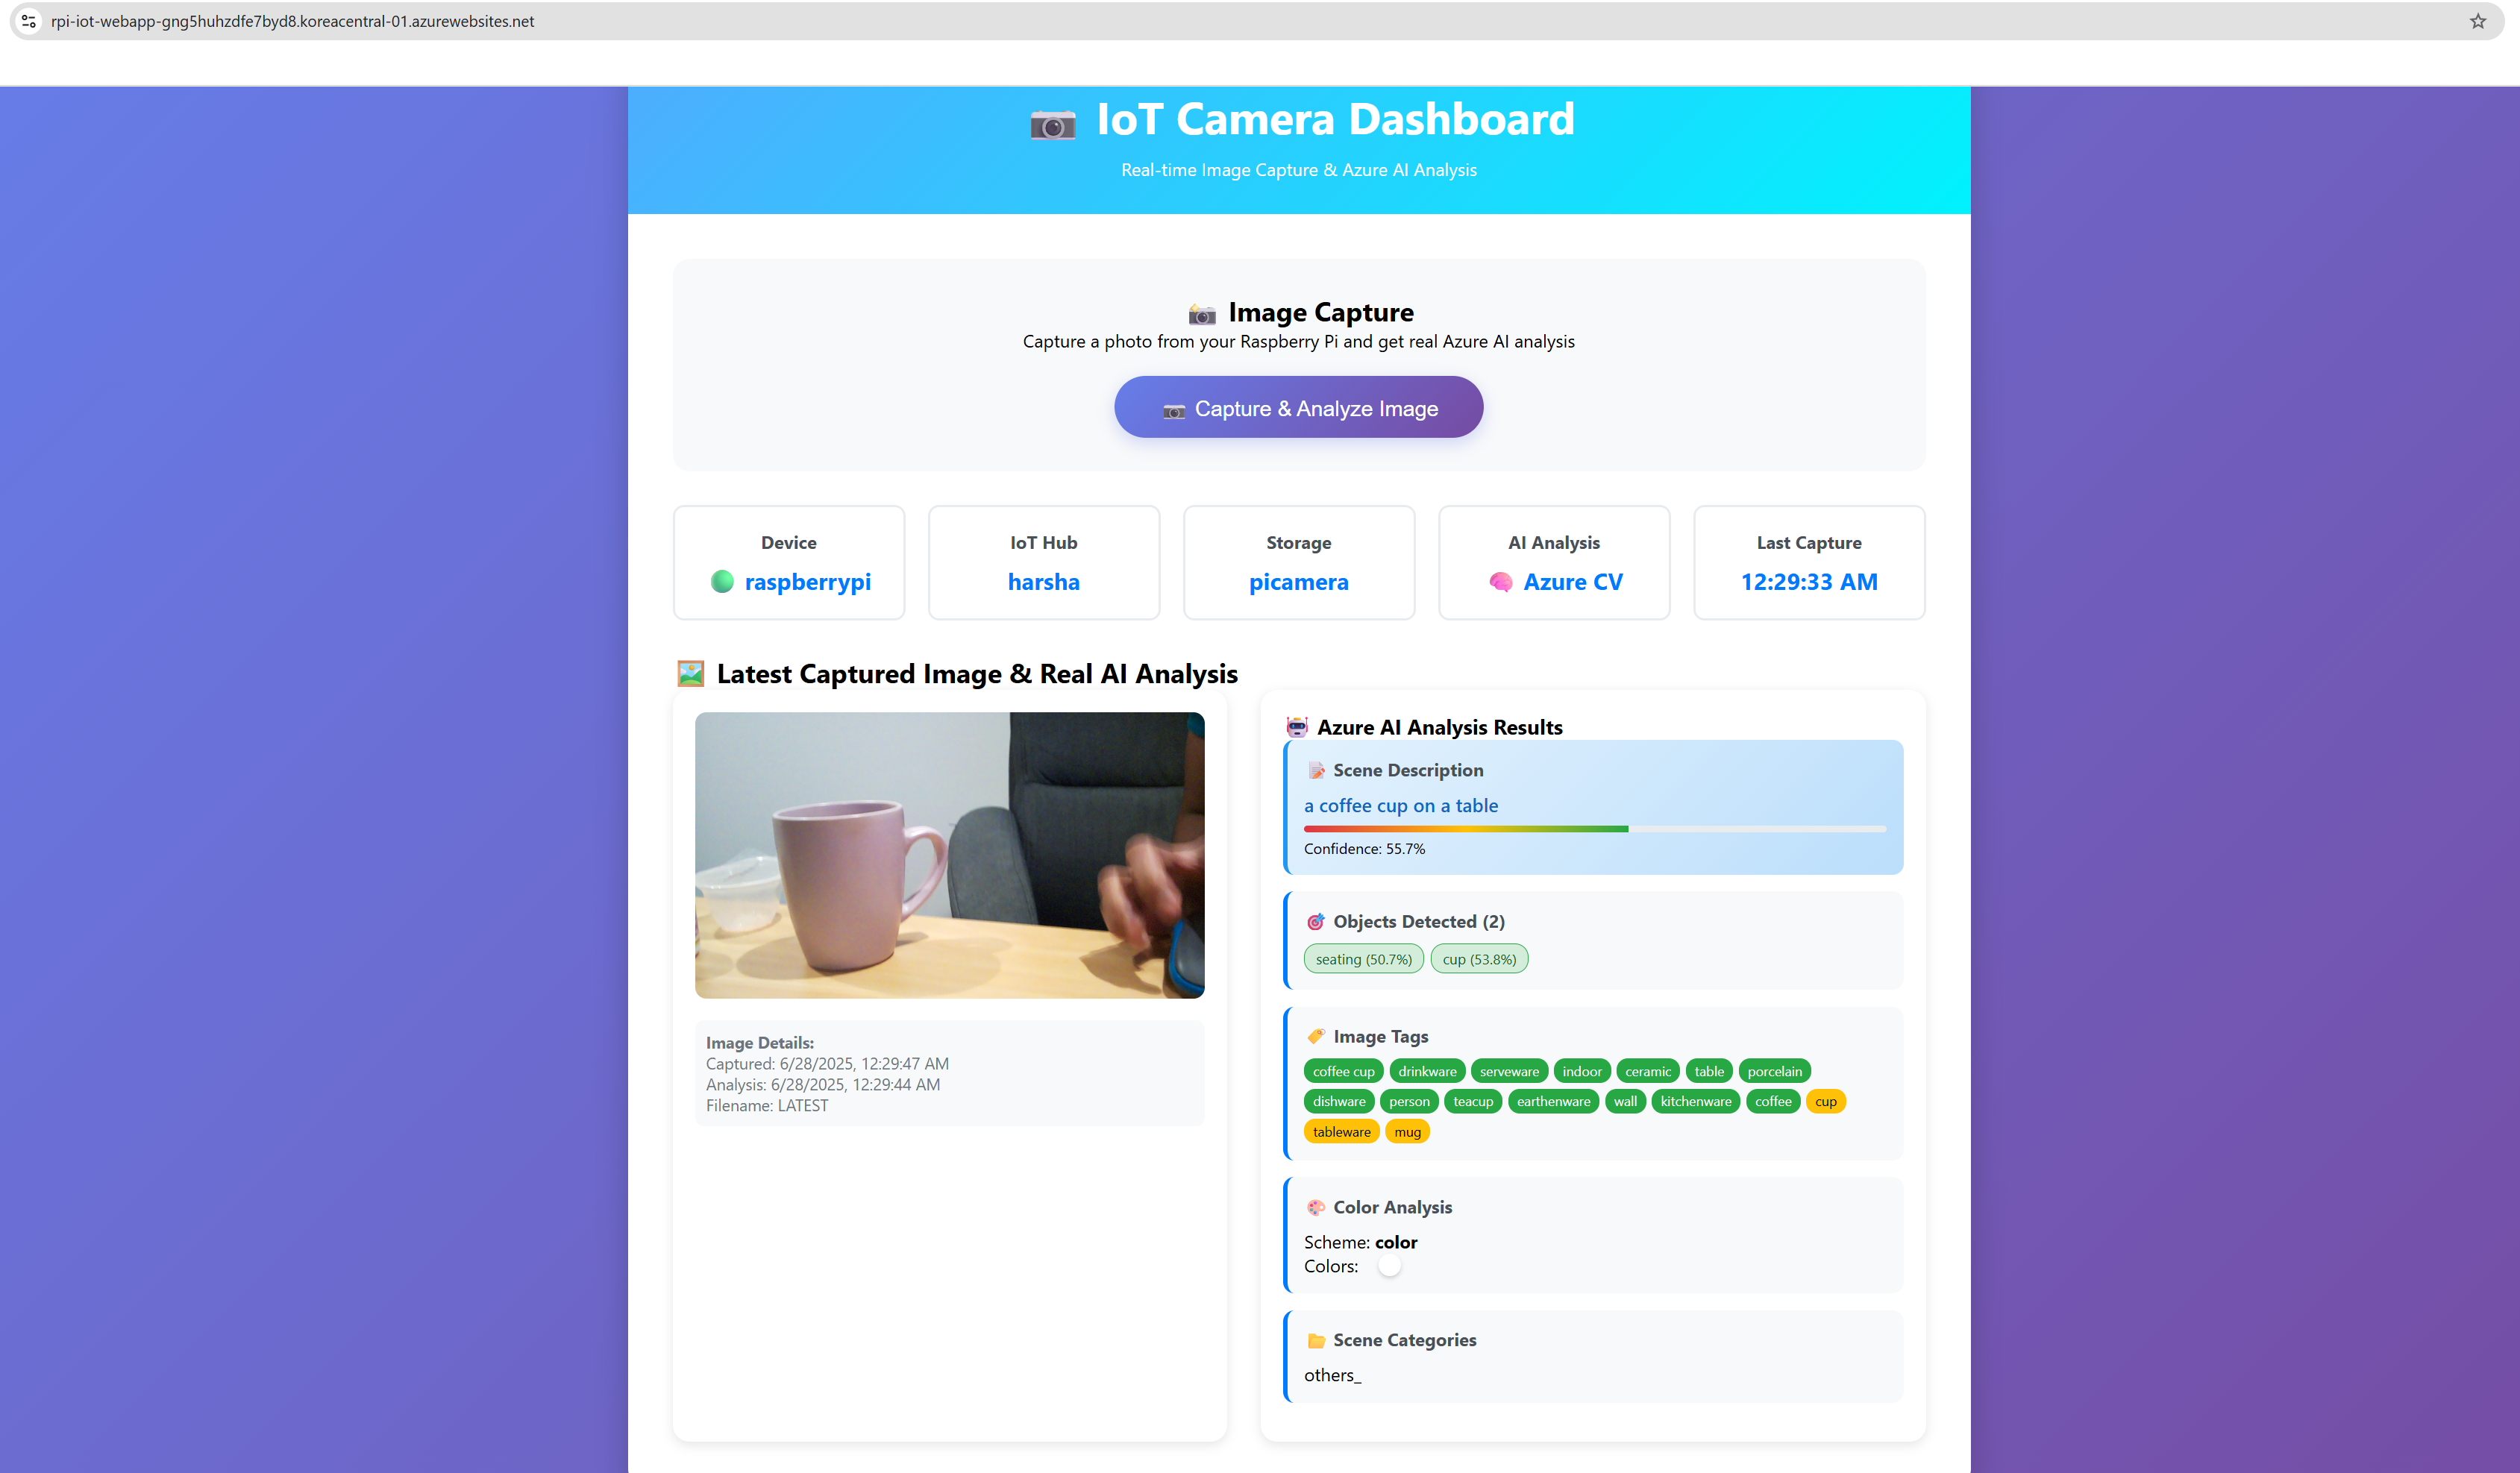 rpi-iot-webapp-gng5huhzdfe7byd8.koreacentral-01.azurewebsites.net
IoT Camera Dashboard
Real-time Image Capture & Azure AI Analysis
Image Capture
Capture a photo from your Raspberry Pi and get real Azure AI analysis
Capture & Analyze Image
Device
raspberrypi
IoT Hub
harsha
Storage
picamera
AI Analysis
Azure CV
Last Capture
12:29:33 AM
Latest Captured Image & Real AI Analysis
Image Details:
Captured: 6/28/2025, 12:29:47 AM
Analysis: 6/28/2025, 12:29:44 AM
Filename: LATEST
Azure AI Analysis Results
Scene Description
a coffee cup on a table
Confidence: 55.7%
Objects Detected (2)
seating (50.7%) cup (53.8%)
Image Tags
coffee cup drinkware serveware indoor ceramic table porcelain
dishware person teacup earthenware wall kitchenware coffee cup
tableware mug
Color Analysis
Scheme: color
Colors:
Scene Categories
others_